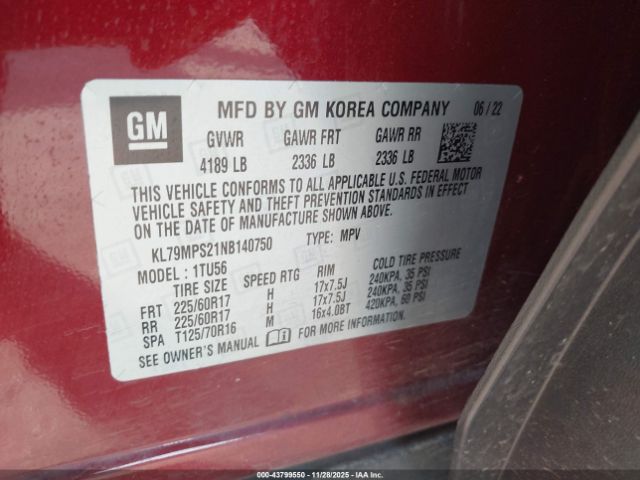 GM
MFD BY GM KOREA COMPANY 06/22
GVWR GAWR FRT GAWR RR
4189 LB 2336 LB 2336 LB
THIS VEHICLE CONFORMS TO ALL APPLICABLE U.S. FEDERAL MOTOR
VEHICLE SAFETY AND THEFT PREVENTION STANDARDS IN EFFECT
ON THE DATE OF MANUFACTURE SHOWN ABOVE.
KL79MPS21NB140750 TYPE: MPV
MODEL: 1TU56
TIRE SIZE SPEED RTG RIM COLD TIRE PRESSURE
FRT 225/60R17 H 17x7.5J 240KPA, 35 PSI
RR 225/60R17 H 17x7.5J 240KPA, 35 PSI
SPA T125/70R16 M 16x4.0BT 420KPA, 60 PSI
SEE OWNER'S MANUAL FOR MORE INFORMATION.
000-43799550 | 11/28/2025 - IAA, Inc.